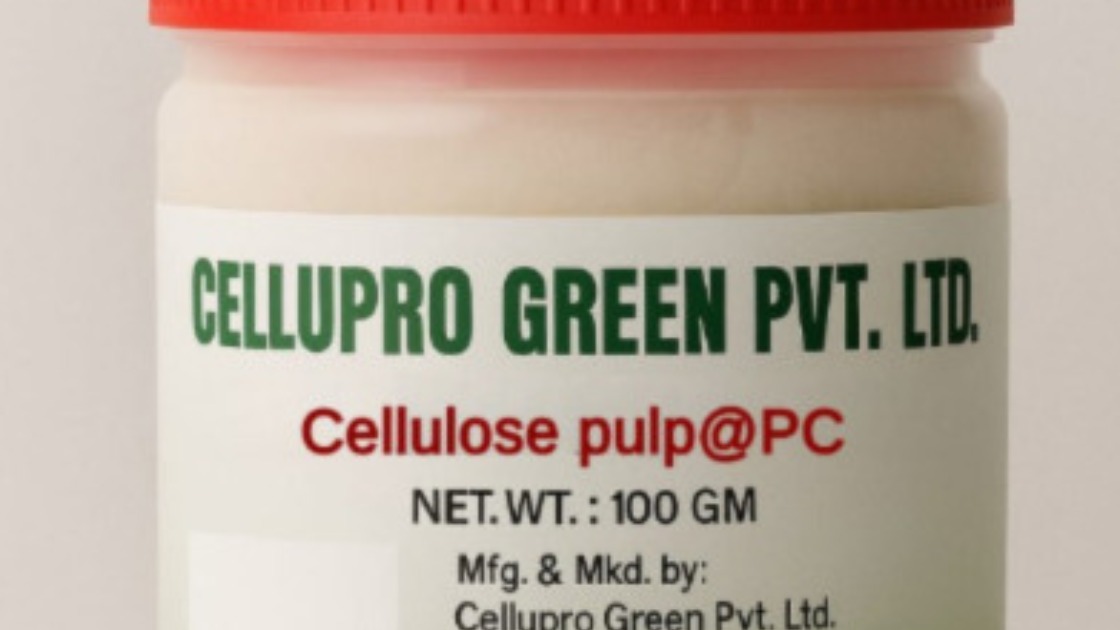 CELLUPRO GREEN PVT. LTD.
Cellulose pulp@PC
NET. WT. : 100 GM
Mfg. & Mkd. by:
Cellupro Green Pvt. Ltd.